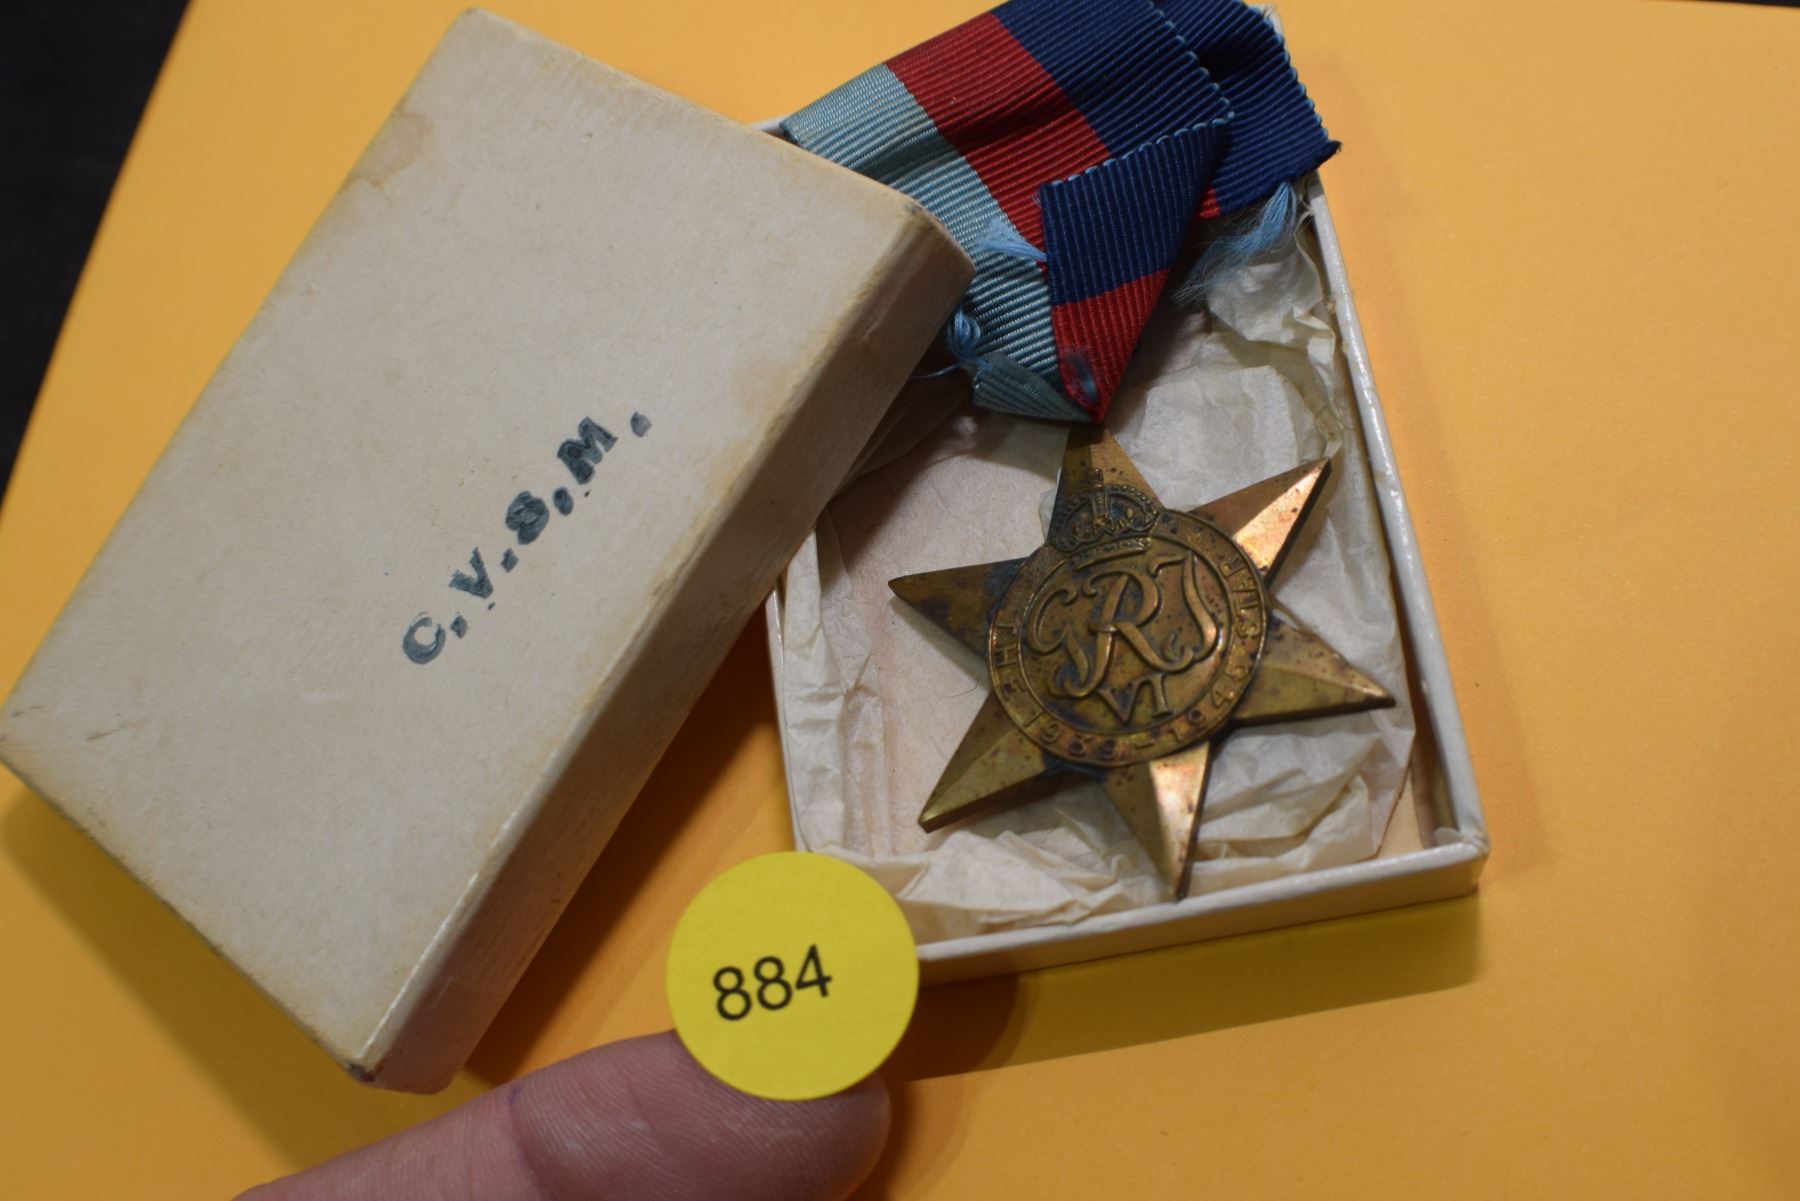 C.V.S.M.
GRI
VI
THE 1939-1945 STAR
884